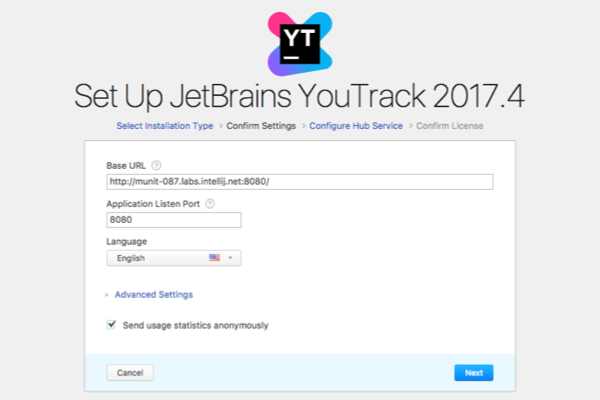 YT
Set Up JetBrains YouTrack 2017.4
Select Installation Type > Confirm Settings > Configure Hub Service > Confirm License
Base URL ?
http://munit-087.labs.intellij.net:8080/
Application Listen Port ?
8080
Language
English
Advanced Settings
Send usage statistics anonymously
Cancel Next